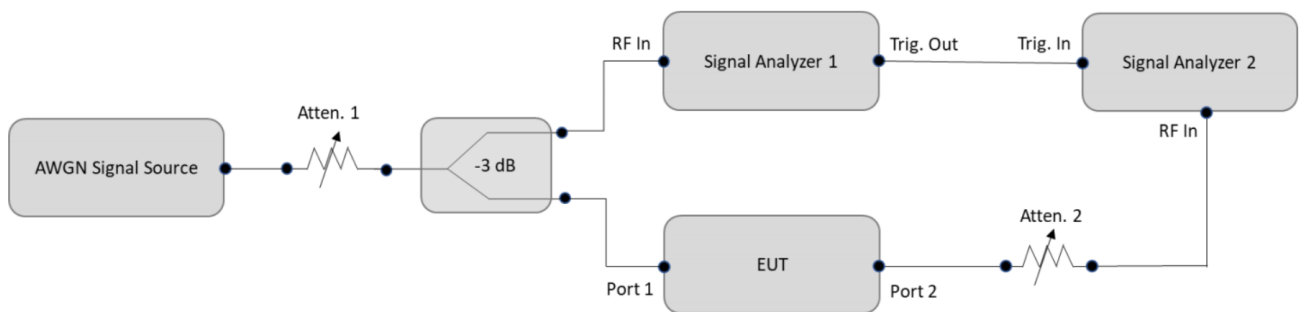 RF In
Signal Analyzer 1
Trig. Out
Trig. In
Signal Analyzer 2
RF In
Atten. 1
AWGN Signal Source
-3 dB
Atten. 2
EUT
Port 1
Port 2